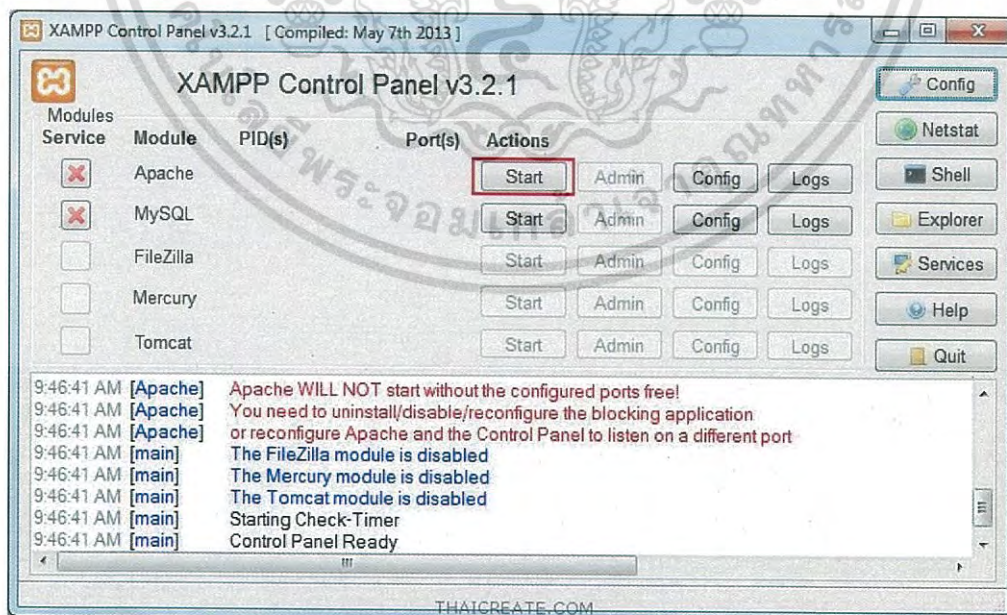 XAMPP Control Panel v3.2.1 [ Compiled: May 7th 2013 ]
XAMPP Control Panel v3.2.1
Config
Modules
Service Module PID(s) Port(s) Actions
Netstat
Apache Start Admin Config Logs
Shell
MySQL Start Admin Config Logs
Explorer
FileZilla Start Admin Config Logs
Services
Mercury Start Admin Config Logs
Help
Tomcat Start Admin Config Logs
Quit
9:46:41 AM [Apache] Apache WILL NOT start without the configured ports free!
9:46:41 AM [Apache] You need to uninstall/disable/reconfigure the blocking application
9:46:41 AM [Apache] or reconfigure Apache and the Control Panel to listen on a different port
9:46:41 AM [main] The FileZilla module is disabled
9:46:41 AM [main] The Mercury module is disabled
9:46:41 AM [main] The Tomcat module is disabled
9:46:41 AM [main] Starting Check-Timer
9:46:41 AM [main] Control Panel Ready
THAICREATE.COM